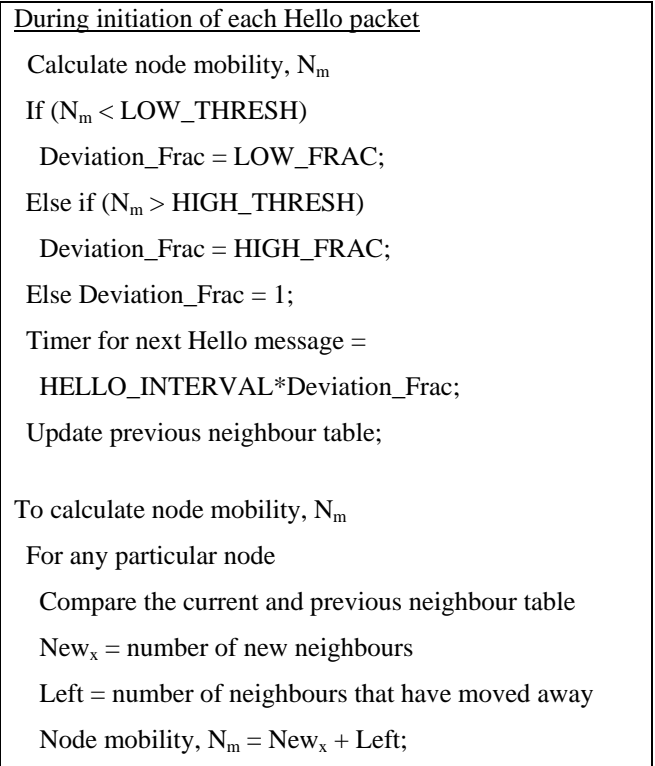 During initiation of each Hello packet
Calculate node mobility, Nm
If (Nm < LOW_THRESH)
Deviation_Frac = LOW_FRAC;
Else if (Nm > HIGH_THRESH)
Deviation_Frac = HIGH_FRAC;
Else Deviation_Frac = 1;
Timer for next Hello message =
HELLO_INTERVAL*Deviation_Frac;
Update previous neighbour table;
To calculate node mobility, Nm
For any particular node
Compare the current and previous neighbour table
Newx = number of new neighbours
Left = number of neighbours that have moved away
Node mobility, Nm = Newx + Left;